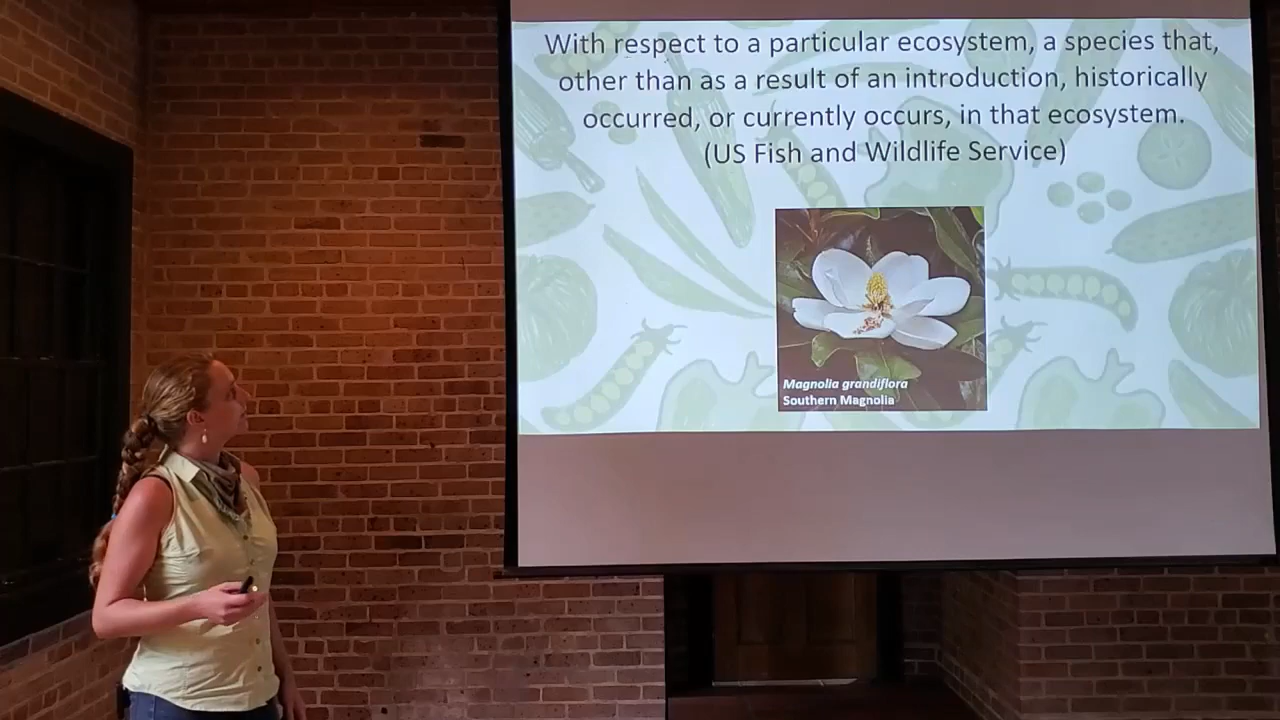 With respect to a particular ecosystem, a species that,
other than as a result of an introduction, historically
occurred, or currently occurs, in that ecosystem.
(US Fish and Wildlife Service)
Magnolia grandiflora
Southern Magnolia